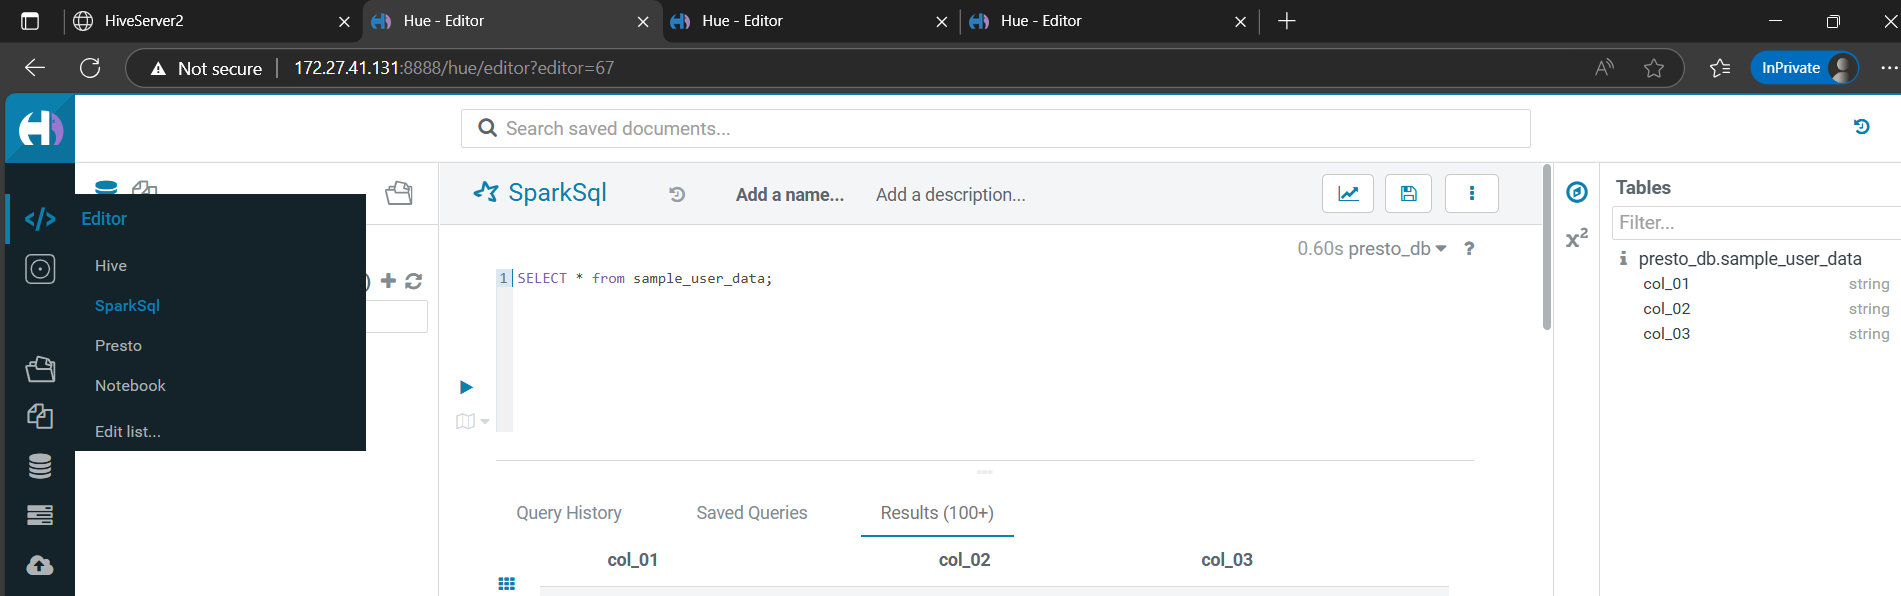 HiveServer2
Hue - Editor
Hue - Editor
Hue - Editor
Not secure
172.27.41.131:8888/hue/editor?editor=67
InPrivate
Search saved documents...
Editor
Hive
SparkSql
Presto
Notebook
Edit list...
SparkSql
Add a name...
Add a description...
0.60s presto_db
?
1 SELECT * from sample_user_data;
Query History
Saved Queries
Results (100+)
col_01
col_02
col_03
x²
Tables
Filter...
presto_db.sample_user_data
col_01 string
col_02 string
col_03 string